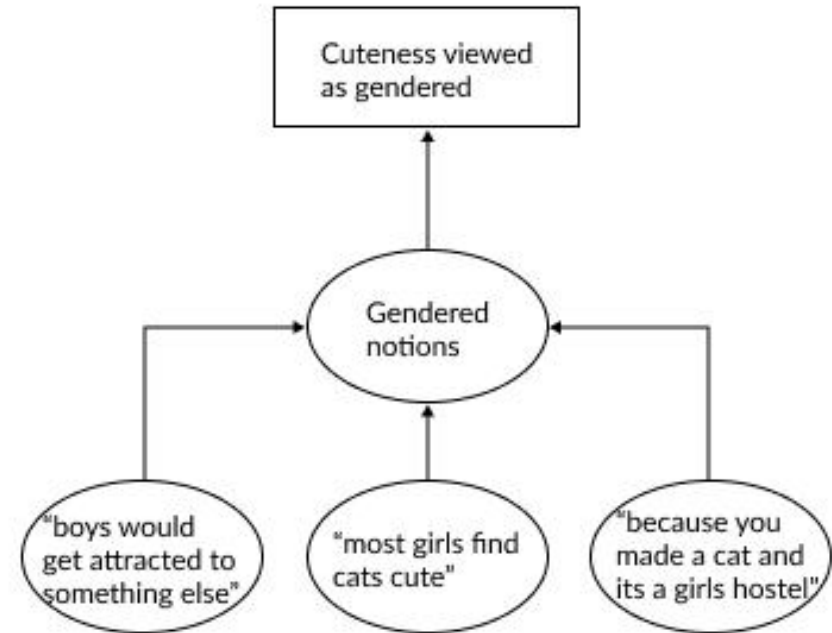 Cuteness viewed
as gendered
Gendered
notions
“boys would
get attracted to
something else”
“most girls find
cats cute”
“because you
made a cat and
its a girls hostel”